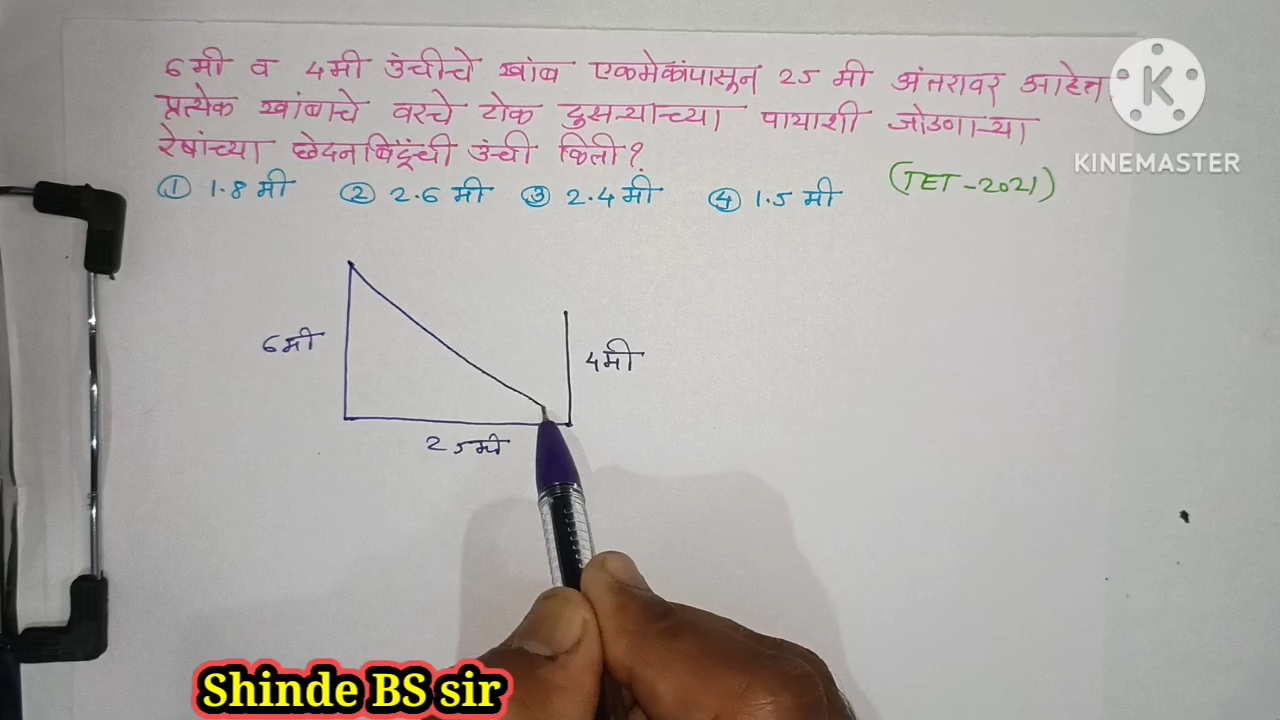 6मी व 4मी उंचीचे खांब एकमेकांपासून 25 मी अंतरावर आहेत.
प्रत्येक खांबाचे वरचे टोक दुसऱ्याच्या पायाशी जोडणाऱ्या
रेषांच्या छेदनबिंदूंची उंची किती?
① 1.8 मी ② 2.6 मी ③ 2.4 मी ④ 1.5 मी
(TET-2021)
KINEMASTER
6मी
4मी
25मी
Shinde BS sir